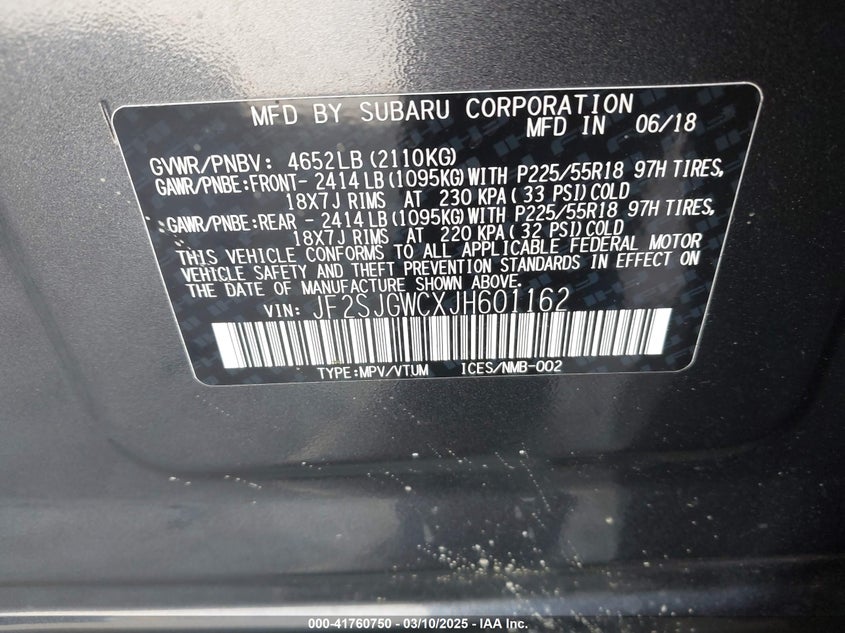 MFD BY SUBARU CORPORATION
MFD IN 06/18
GVWR/PNBV: 4652LB (2110KG)
GAWR/PNBE:FRONT- 2414LB (1095KG) WITH P225/55R18 97H TIRES,
18X7J RIMS AT 230 KPA ( 33 PSI) COLD
GAWR/PNBE:REAR - 2414LB (1095KG) WITH P225/55R18 97H TIRES,
18X7J RIMS AT 220 KPA ( 32 PSI) COLD
THIS VEHICLE CONFORMS TO ALL APPLICABLE FEDERAL MOTOR
VEHICLE SAFETY AND THEFT PREVENTION STANDARDS IN EFFECT ON
THE DATE OF MANUFACTURE SHOWN ABOVE.
VIN: JF2SJGWCXJH601162
TYPE:MPV/VTUM ICES/NMB-002
000-41760750 — 03/10/2025 — IAA Inc.